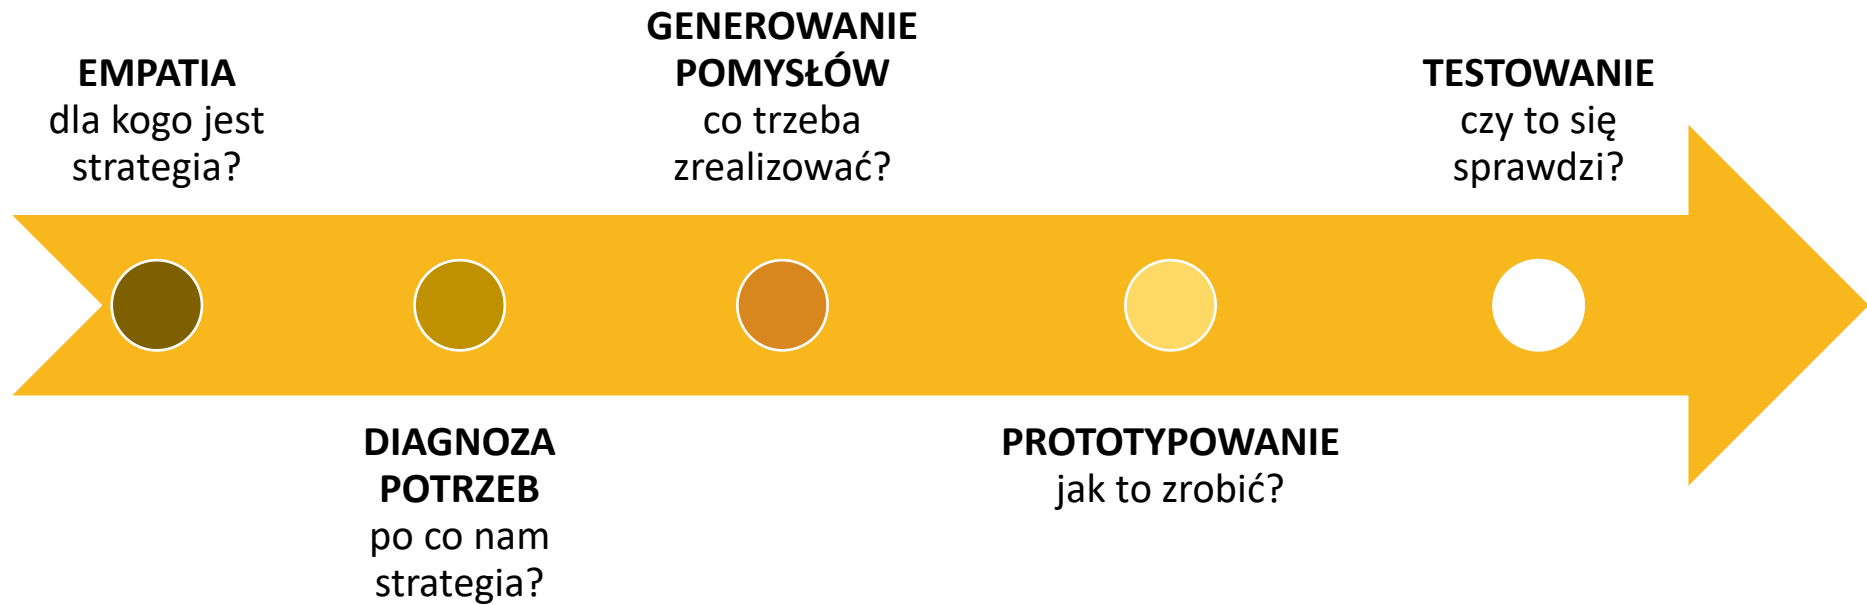 EMPATIA
dla kogo jest
strategia?
DIAGNOZA
POTRZEB
po co nam
strategia?
GENEROWANIE
POMYSŁÓW
co trzeba
zrealizować?
PROTOTYPOWANIE
jak to zrobić?
TESTOWANIE
czy to się
sprawdzi?